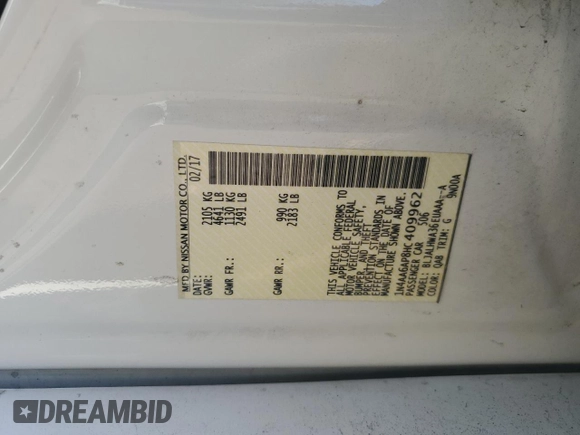 MFD BY NISSAN MOTOR CO., LTD.
DATE: 02/17
GVWR: 2105 KG
4641 LB
GAWR FR: 1130 KG
2491 LB
GAWR RR: 990 KG
2183 LB
THIS VEHICLE CONFORMS TO
ALL APPLICABLE FEDERAL
MOTOR VEHICLE SAFETY,
BUMPER, AND THEFT
PREVENTION STANDARDS IN
EFFECT ON THE DATE OF
MANUFACTURE SHOWN ABOVE.
1N4AA6AP8HC 409962
PASSENGER CAR
MODEL: A
COLOR: QAB TRIM: G
DREAMBID